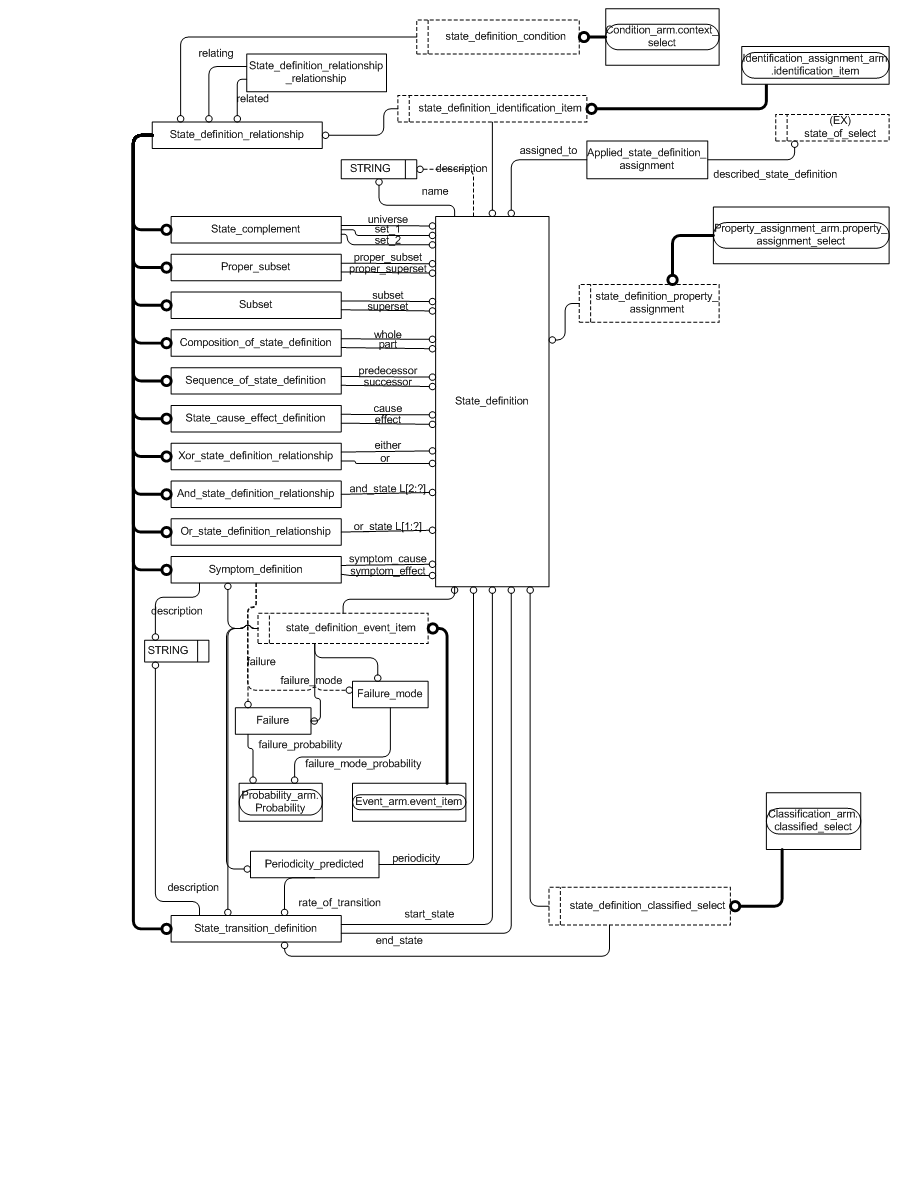 state_definition_condition
Condition_arm.context_
select
relating
State_definition_relationship
_relationship
related
Identification_assignment_arm
.identification_item
state_definition_identification_item
(EX)
state_of_select
State_definition_relationship
assigned_to
Applied_state_definition_
assignment
described_state_definition
STRING
description
name
State_complement
universe
set_1
set_2
Property_assignment_arm.property_
assignment_select
Proper_subset
proper_subset
proper_superset
Subset
subset
superset
state_definition_property_
assignment
Composition_of_state_definition
whole
part
Sequence_of_state_definition
predecessor
successor
State_definition
State_cause_effect_definition
cause
effect
Xor_state_definition_relationship
either
or
And_state_definition_relationship
and_state L[2:?]
Or_state_definition_relationship
or_state L[1:?]
Symptom_definition
symptom_cause
symptom_effect
description
state_definition_event_item
STRING
failure
failure_mode
Failure_mode
Failure
failure_probability
failure_mode_probability
Probability_arm.
Probability
Event_arm.event_item
Classification_arm.
classified_select
Periodicity_predicted
periodicity
description
rate_of_transition
state_definition_classified_select
start_state
State_transition_definition
end_state